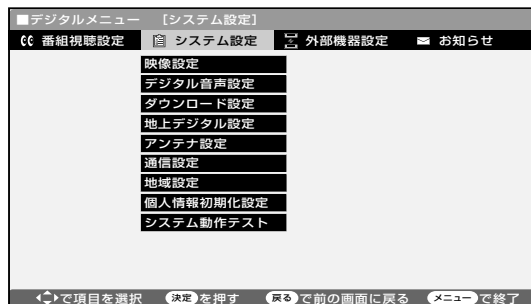 ■デジタルメニュー [システム設定]
番組視聴設定 システム設定 外部機器設定 お知らせ
映像設定
デジタル音声設定
ダウンロード設定
地上デジタル設定
アンテナ設定
通信設定
地域設定
個人情報初期化設定
システム動作テスト
で項目を選択 決定を押す 戻るで前の画面に戻る メニューで終了